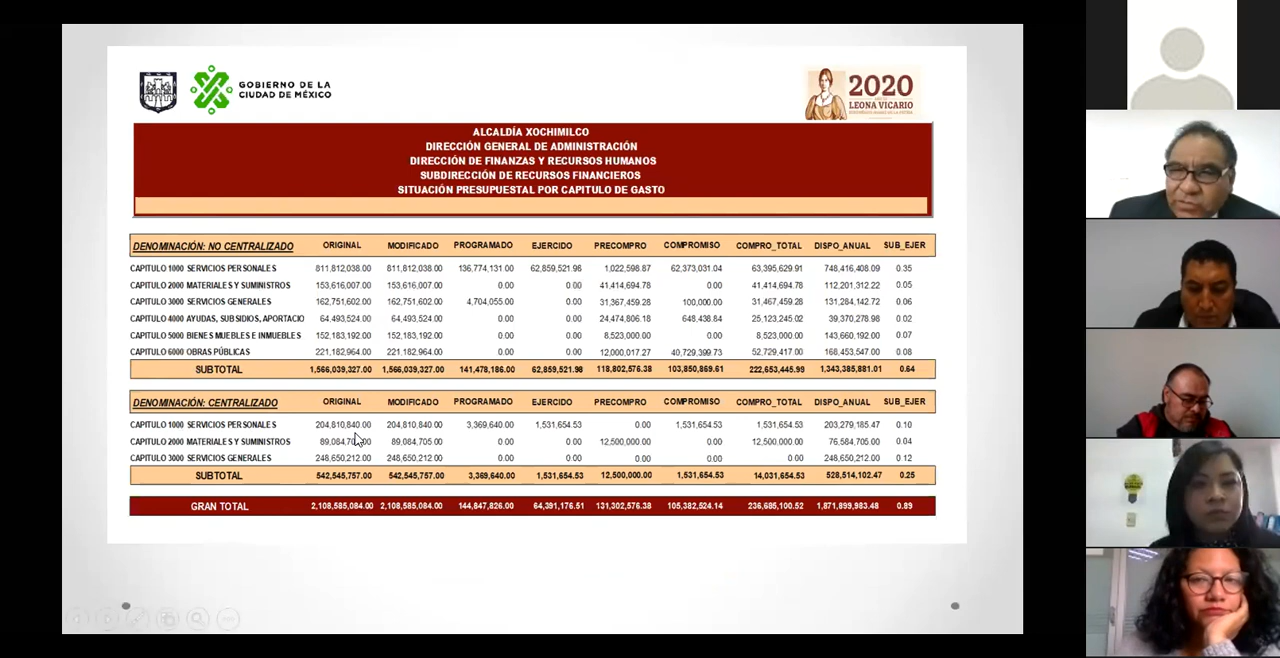 GOBIERNO DE LA
CIUDAD DE MÉXICO
2020
LEONA VICARIO
ALCALDÍA XOCHIMILCO
DIRECCIÓN GENERAL DE ADMINISTRACIÓN
DIRECCIÓN DE FINANZAS Y RECURSOS HUMANOS
SUBDIRECCIÓN DE RECURSOS FINANCIEROS
SITUACIÓN PRESUPUESTAL POR CAPITULO DE GASTO
DENOMINACIÓN: NO CENTRALIZADO ORIGINAL MODIFICADO PROGRAMADO EJERCIDO PRECOMPRO COMPROMISO COMPRO_TOTAL DISPO_ANUAL SUB_EJER
CAPITULO 1000 SERVICIOS PERSONALES 811,812,038.00 811,812,038.00 136,774,131.00 62,859,521.98 1,022,598.87 62,373,031.04 63,395,629.91 748,416,408.09 0.35
CAPITULO 2000 MATERIALES Y SUMINISTROS 153,616,007.00 153,616,007.00 0.00 0.00 41,414,694.78 0.00 41,414,694.78 112,201,312.22 0.05
CAPITULO 3000 SERVICIOS GENERALES 162,751,602.00 162,751,602.00 4,704,055.00 0.00 31,367,459.28 100,000.00 31,467,459.28 131,284,142.72 0.06
CAPITULO 4000 AYUDAS, SUBSIDIOS, APORTACIO 64,493,524.00 64,493,524.00 0.00 0.00 24,474,806.18 648,438.84 25,123,245.02 39,370,278.98 0.02
CAPITULO 5000 BIENES MUEBLES E INMUEBLES 152,183,192.00 152,183,192.00 0.00 0.00 8,523,000.00 0.00 8,523,000.00 143,660,192.00 0.07
CAPITULO 6000 OBRAS PÚBLICAS 221,182,964.00 221,182,964.00 0.00 0.00 12,000,017.27 40,729,399.73 52,729,417.00 168,453,547.00 0.08
SUBTOTAL 1,566,039,327.00 1,566,039,327.00 141,478,186.00 62,859,521.98 118,802,576.38 103,850,869.61 222,653,445.99 1,343,385,881.01 0.64
DENOMINACIÓN: CENTRALIZADO ORIGINAL MODIFICADO PROGRAMADO EJERCIDO PRECOMPRO COMPROMISO COMPRO_TOTAL DISPO_ANUAL SUB_EJER
CAPITULO 1000 SERVICIOS PERSONALES 204,810,840.00 204,810,840.00 3,369,640.00 1,531,654.53 0.00 1,531,654.53 1,531,654.53 203,279,185.47 0.10
CAPITULO 2000 MATERIALES Y SUMINISTROS 89,084,705.00 89,084,705.00 0.00 0.00 12,500,000.00 0.00 12,500,000.00 76,584,705.00 0.04
CAPITULO 3000 SERVICIOS GENERALES 248,650,212.00 248,650,212.00 0.00 0.00 0.00 0.00 0.00 248,650,212.00 0.12
SUBTOTAL 542,545,757.00 542,545,757.00 3,369,640.00 1,531,654.53 12,500,000.00 1,531,654.53 14,031,654.53 528,514,102.47 0.25
GRAN TOTAL 2,108,585,084.00 2,108,585,084.00 144,847,826.00 64,391,176.51 131,302,576.38 105,382,524.14 236,685,100.52 1,871,899,983.48 0.89